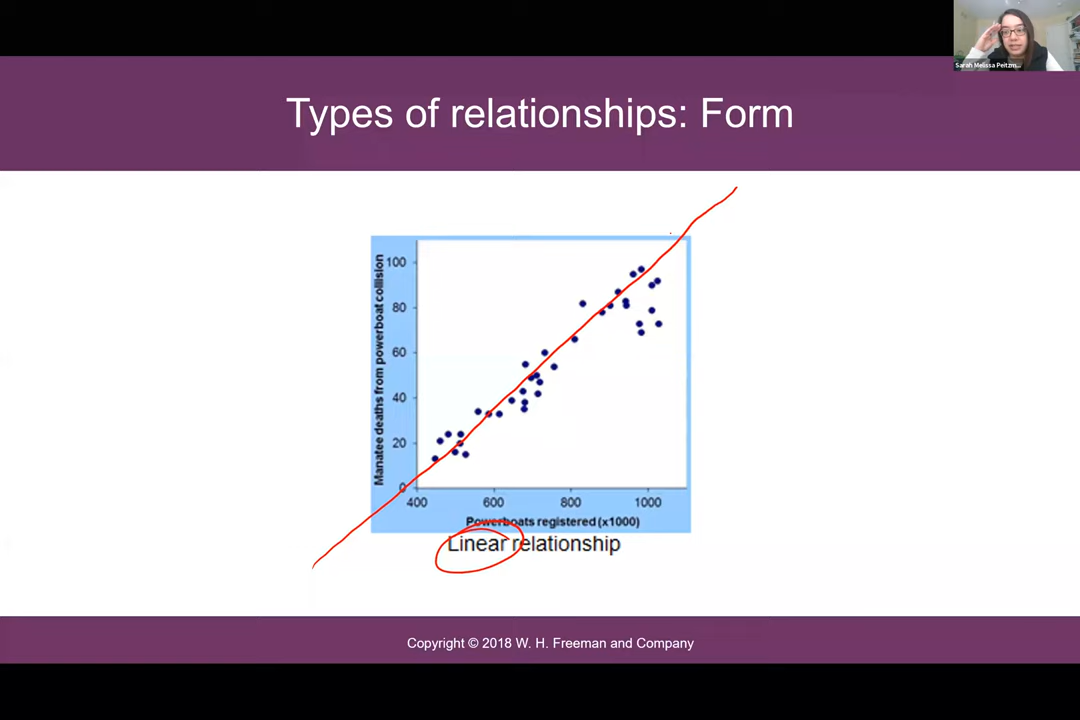 Sarah Melissa Peitzm...
Types of relationships: Form
Manatee deaths from powerboat collision
100
80
60
40
20
0
400 600 800 1000
Powerboats registered (x1000)
Linear relationship
Copyright © 2018 W. H. Freeman and Company